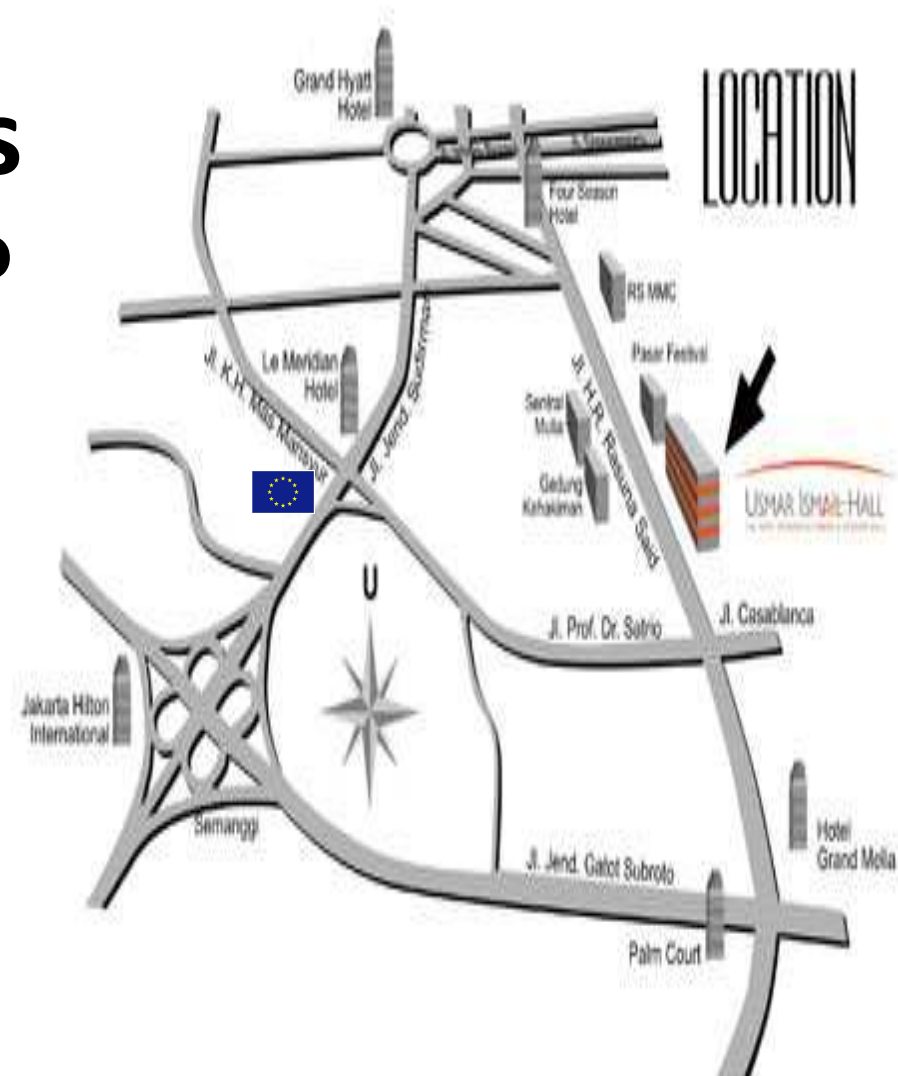 S
Grand Hyatt
Hotel
LOCATION
Four Season
Hotel
RS MMC
Jl. K.H. Mas Mansyur
Le Meridian
Hotel
Jl. Jend. Sudirman
Pasar Festival
Jl. H.R. Rasuna Said
Sentral
Mulia
Gedung
Kehakiman
USMAR ISMAIL HALL
U
Jl. Prof. Dr. Satrio
Jl. Casablanca
Jakarta Hilton
International
Semanggi
Jl. Jend. Gatot Subroto
Hotel
Grand Melia
Palm Court